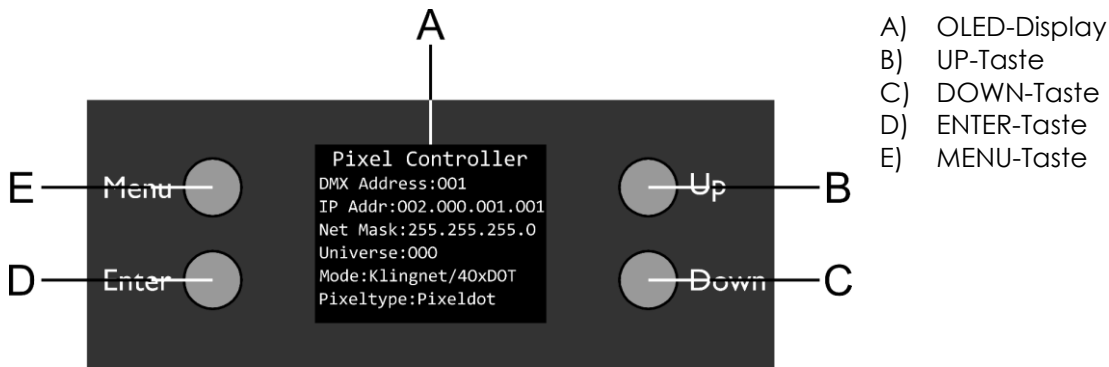 A
A) OLED-Display
B) UP-Taste
C) DOWN-Taste
D) ENTER-Taste
E) MENU-Taste
Pixel Controller
DMX Address:001
IP Addr:002.000.001.001
Net Mask:255.255.255.0
Universe:000
Mode:Klingnet/40xDOT
Pixeltype:Pixeldot
E Menu
Up B
D Enter
Down C